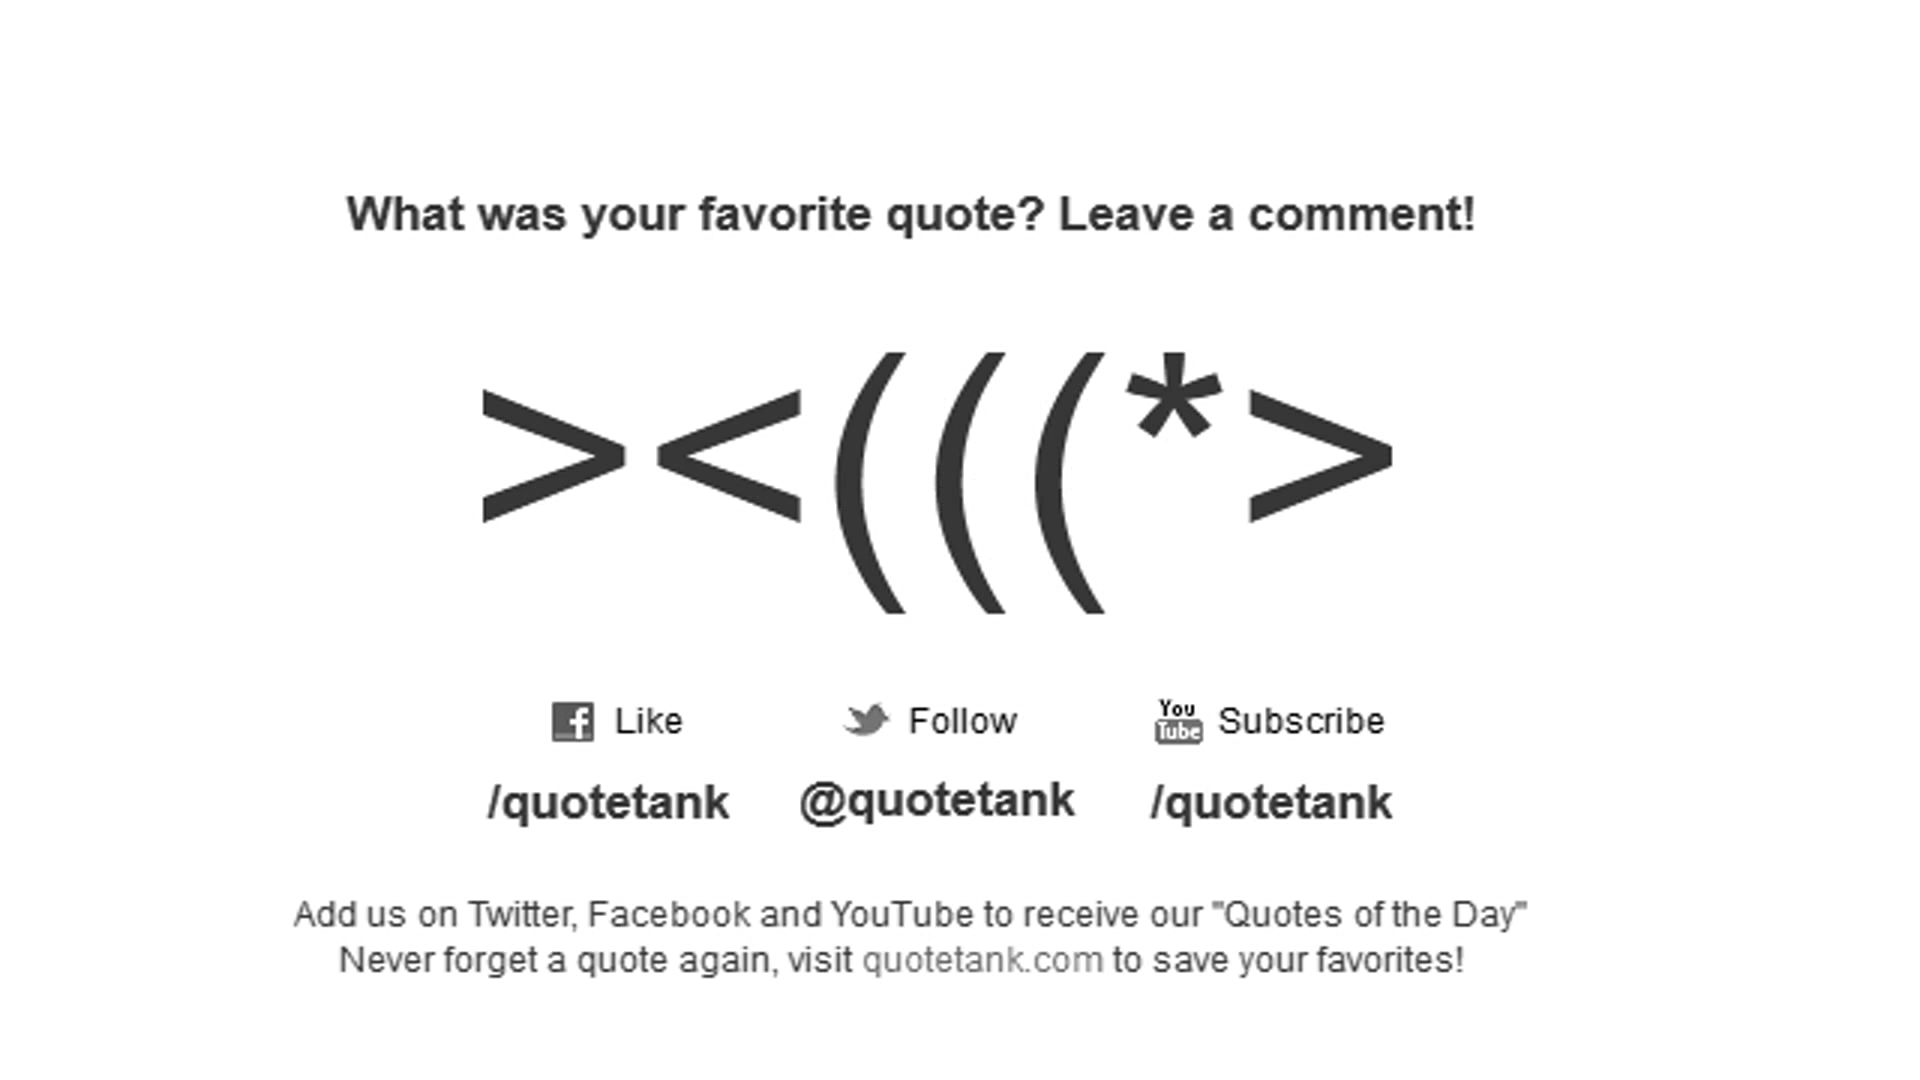 What was your favorite quote? Leave a comment!
><(((*>
f Like Follow You Tube Subscribe
/quotetank @quotetank /quotetank
Add us on Twitter, Facebook and YouTube to receive our "Quotes of the Day"
Never forget a quote again, visit quotetank.com to save your favorites!